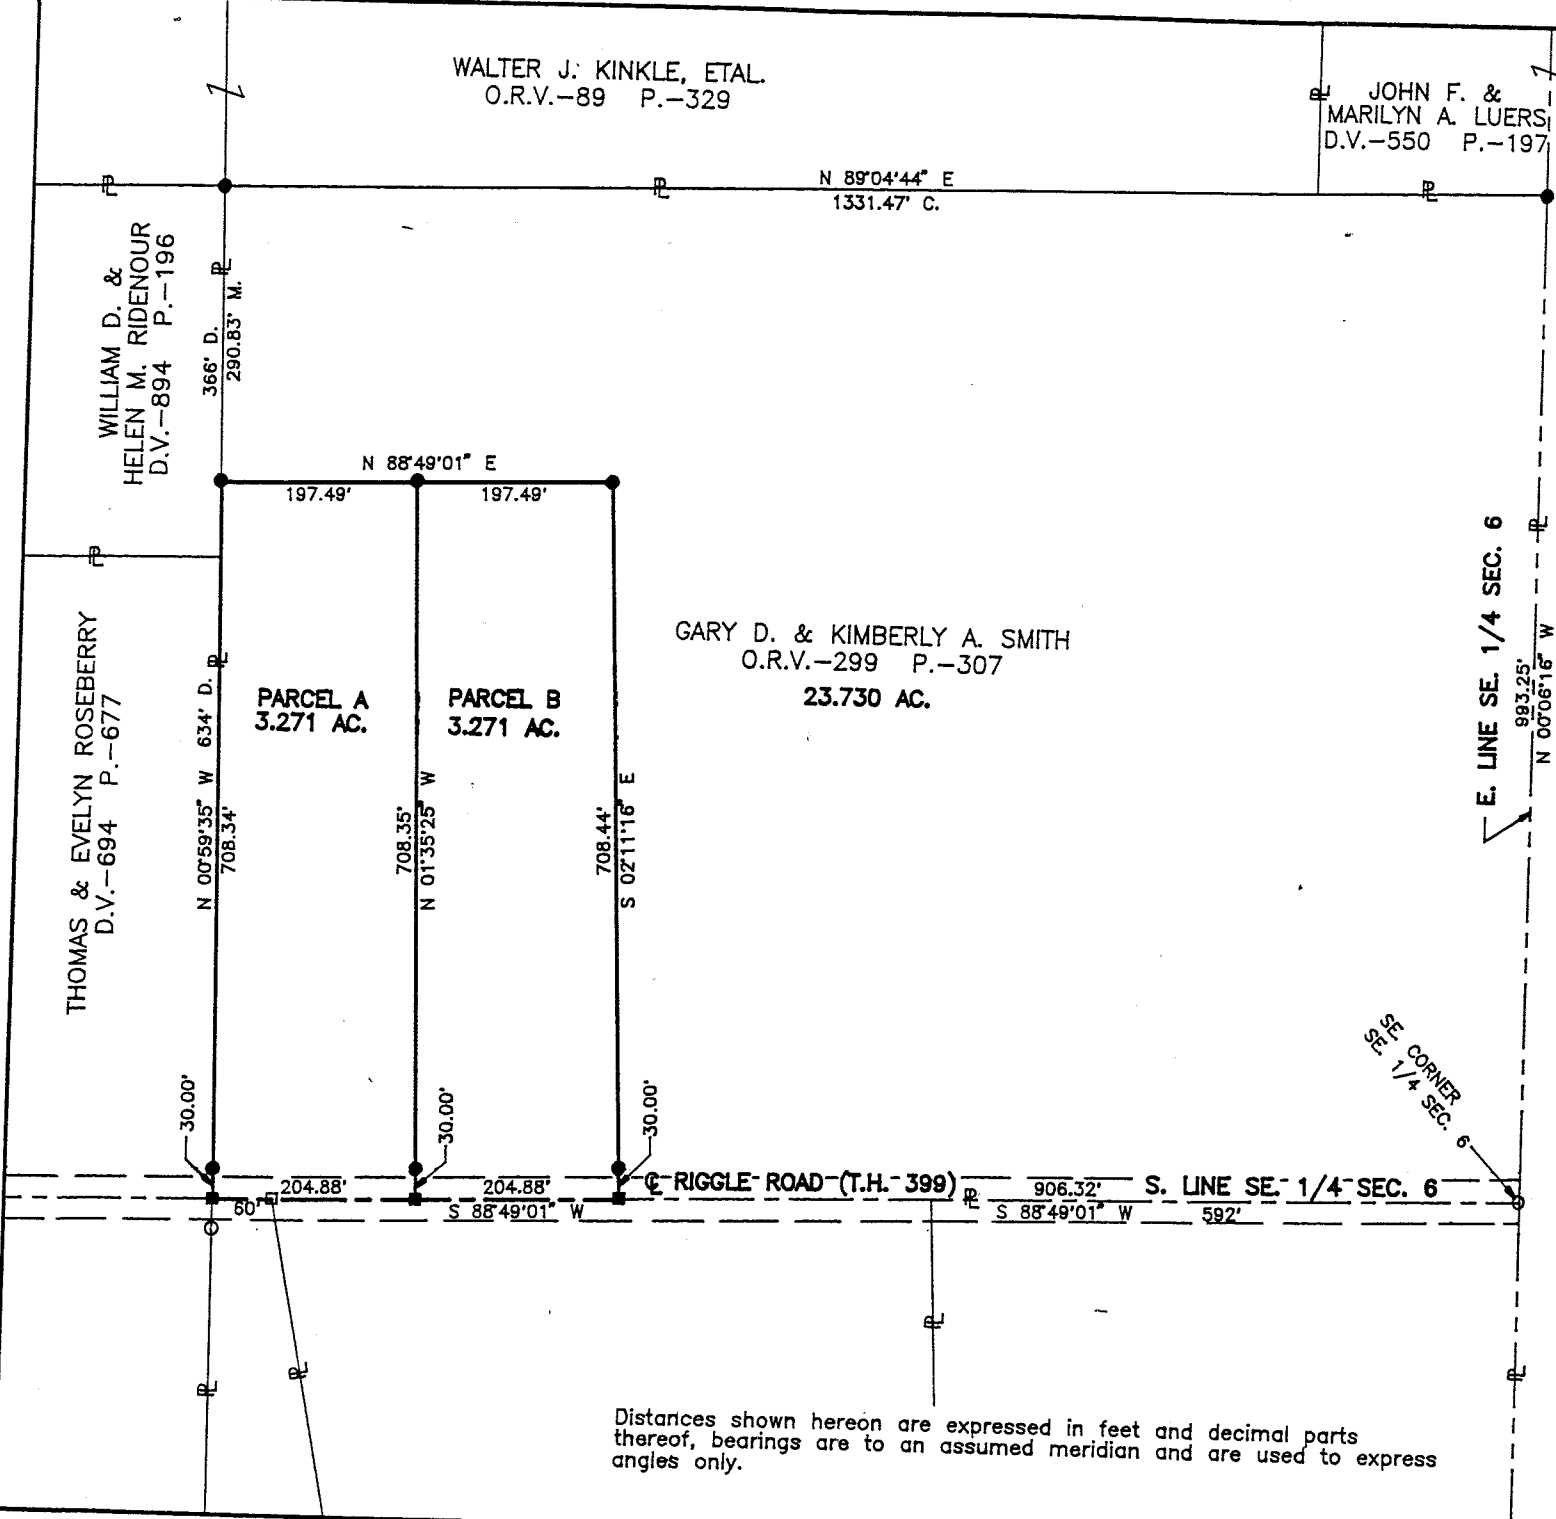 WALTER J. KINKLE, ETAL.
O.R.V.-89 P.-329
JOHN F. &
MARILYN A. LUERS
D.V.-550 P.-197
N 89°04'44" E
1331.47' C.
WILLIAM D. &
HELEN M. RIDENOUR
D.V.-894 P.-196
366' D.
290.83' M.
N 88°49'01" E
197.49'
197.49'
THOMAS & EVELYN ROSEBERRY
D.V.-694 P.-677
N 00°59'35" W 634' D.
708.34'
PARCEL A
3.271 AC.
708.35'
N 01°35'25" W
PARCEL B
3.271 AC.
708.44'
S 02°11'16" E
GARY D. & KIMBERLY A. SMITH
O.R.V.-299 P.-307
23.730 AC.
E. LINE SE. 1/4 SEC. 6
993.25'
N 00°06'16" W
SE CORNER
SE. 1/4 SEC. 6
30.00'
30.00'
30.00'
204.88'
204.88'
℄ RIGGLE ROAD (T.H. 399)
906.32'
S. LINE SE. 1/4 SEC. 6
60'
S 88°49'01" W
S 88°49'01" W
592'
Distances shown hereon are expressed in feet and decimal parts
thereof, bearings are to an assumed meridian and are used to express
angles only.